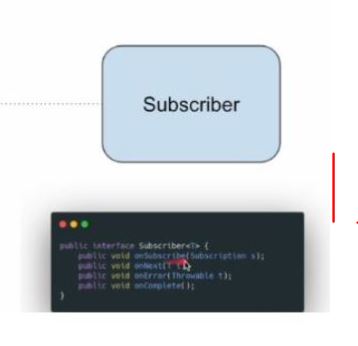 Subscriber
public interface Subscriber<T> {
public void onSubscribe(Subscription s);
public void onNext(T t);
public void onError(Throwable t);
public void onComplete();
}